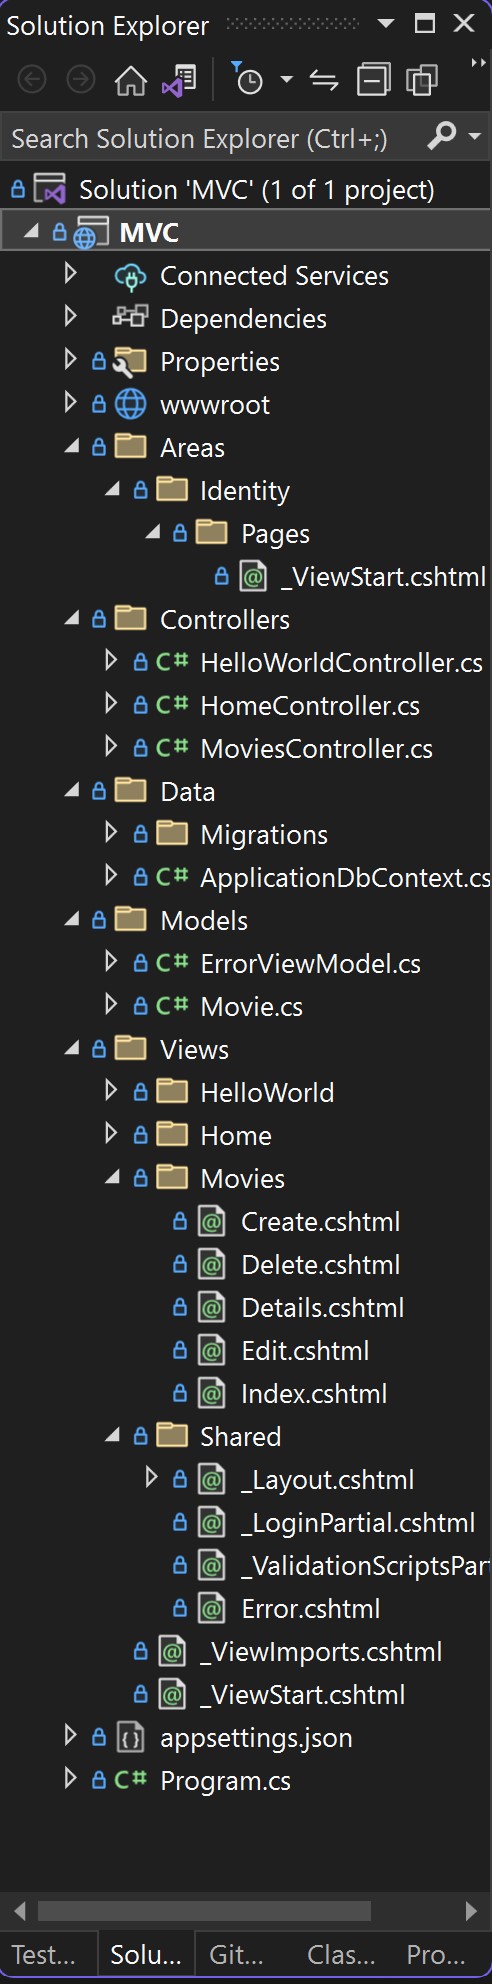 Solution Explorer
Search Solution Explorer (Ctrl+;)
Solution 'MVC' (1 of 1 project)
MVC
Connected Services
Dependencies
Properties
wwwroot
Areas
Identity
Pages
_ViewStart.cshtml
Controllers
C# HelloWorldController.cs
C# HomeController.cs
C# MoviesController.cs
Data
Migrations
C# ApplicationDbContext.cs
Models
C# ErrorViewModel.cs
C# Movie.cs
Views
HelloWorld
Home
Movies
@ Create.cshtml
@ Delete.cshtml
@ Details.cshtml
@ Edit.cshtml
@ Index.cshtml
Shared
@ _Layout.cshtml
@ _LoginPartial.cshtml
@ _ValidationScriptsPart
@ Error.cshtml
@ _ViewImports.cshtml
@ _ViewStart.cshtml
appsettings.json
C# Program.cs
Test... Solu... Git... Clas... Pro...